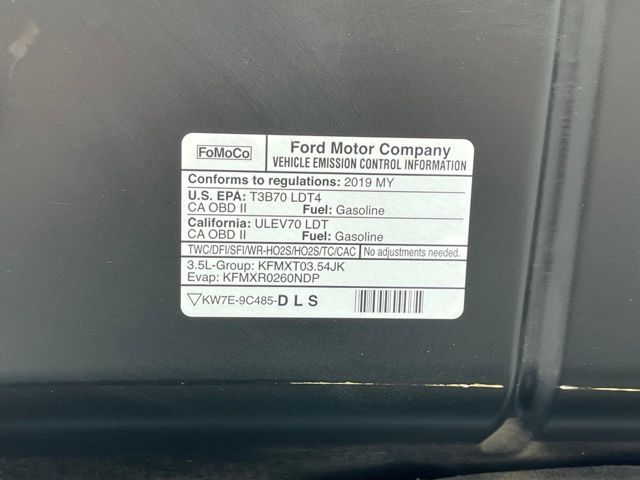 FoMoCo
Ford Motor Company
VEHICLE EMISSION CONTROL INFORMATION
Conforms to regulations: 2019 MY
U.S. EPA: T3B70 LDT4
CA OBD II Fuel: Gasoline
California: ULEV70 LDT
CA OBD II Fuel: Gasoline
TWC/DFI/SFI/WR-HO2S/HO2S/TC/CAC No adjustments needed.
3.5L-Group: KFMXT03.54JK
Evap: KFMXR0260NDP
KW7E-9C485-DLS